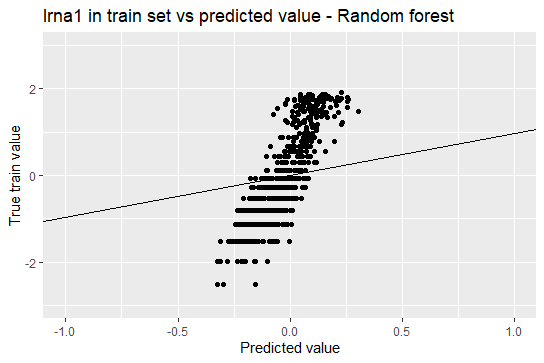 lrna1 in train set vs predicted value - Random forest
True train value
2
0
-2
-1.0
-0.5
0.0
0.5
1.0
Predicted value